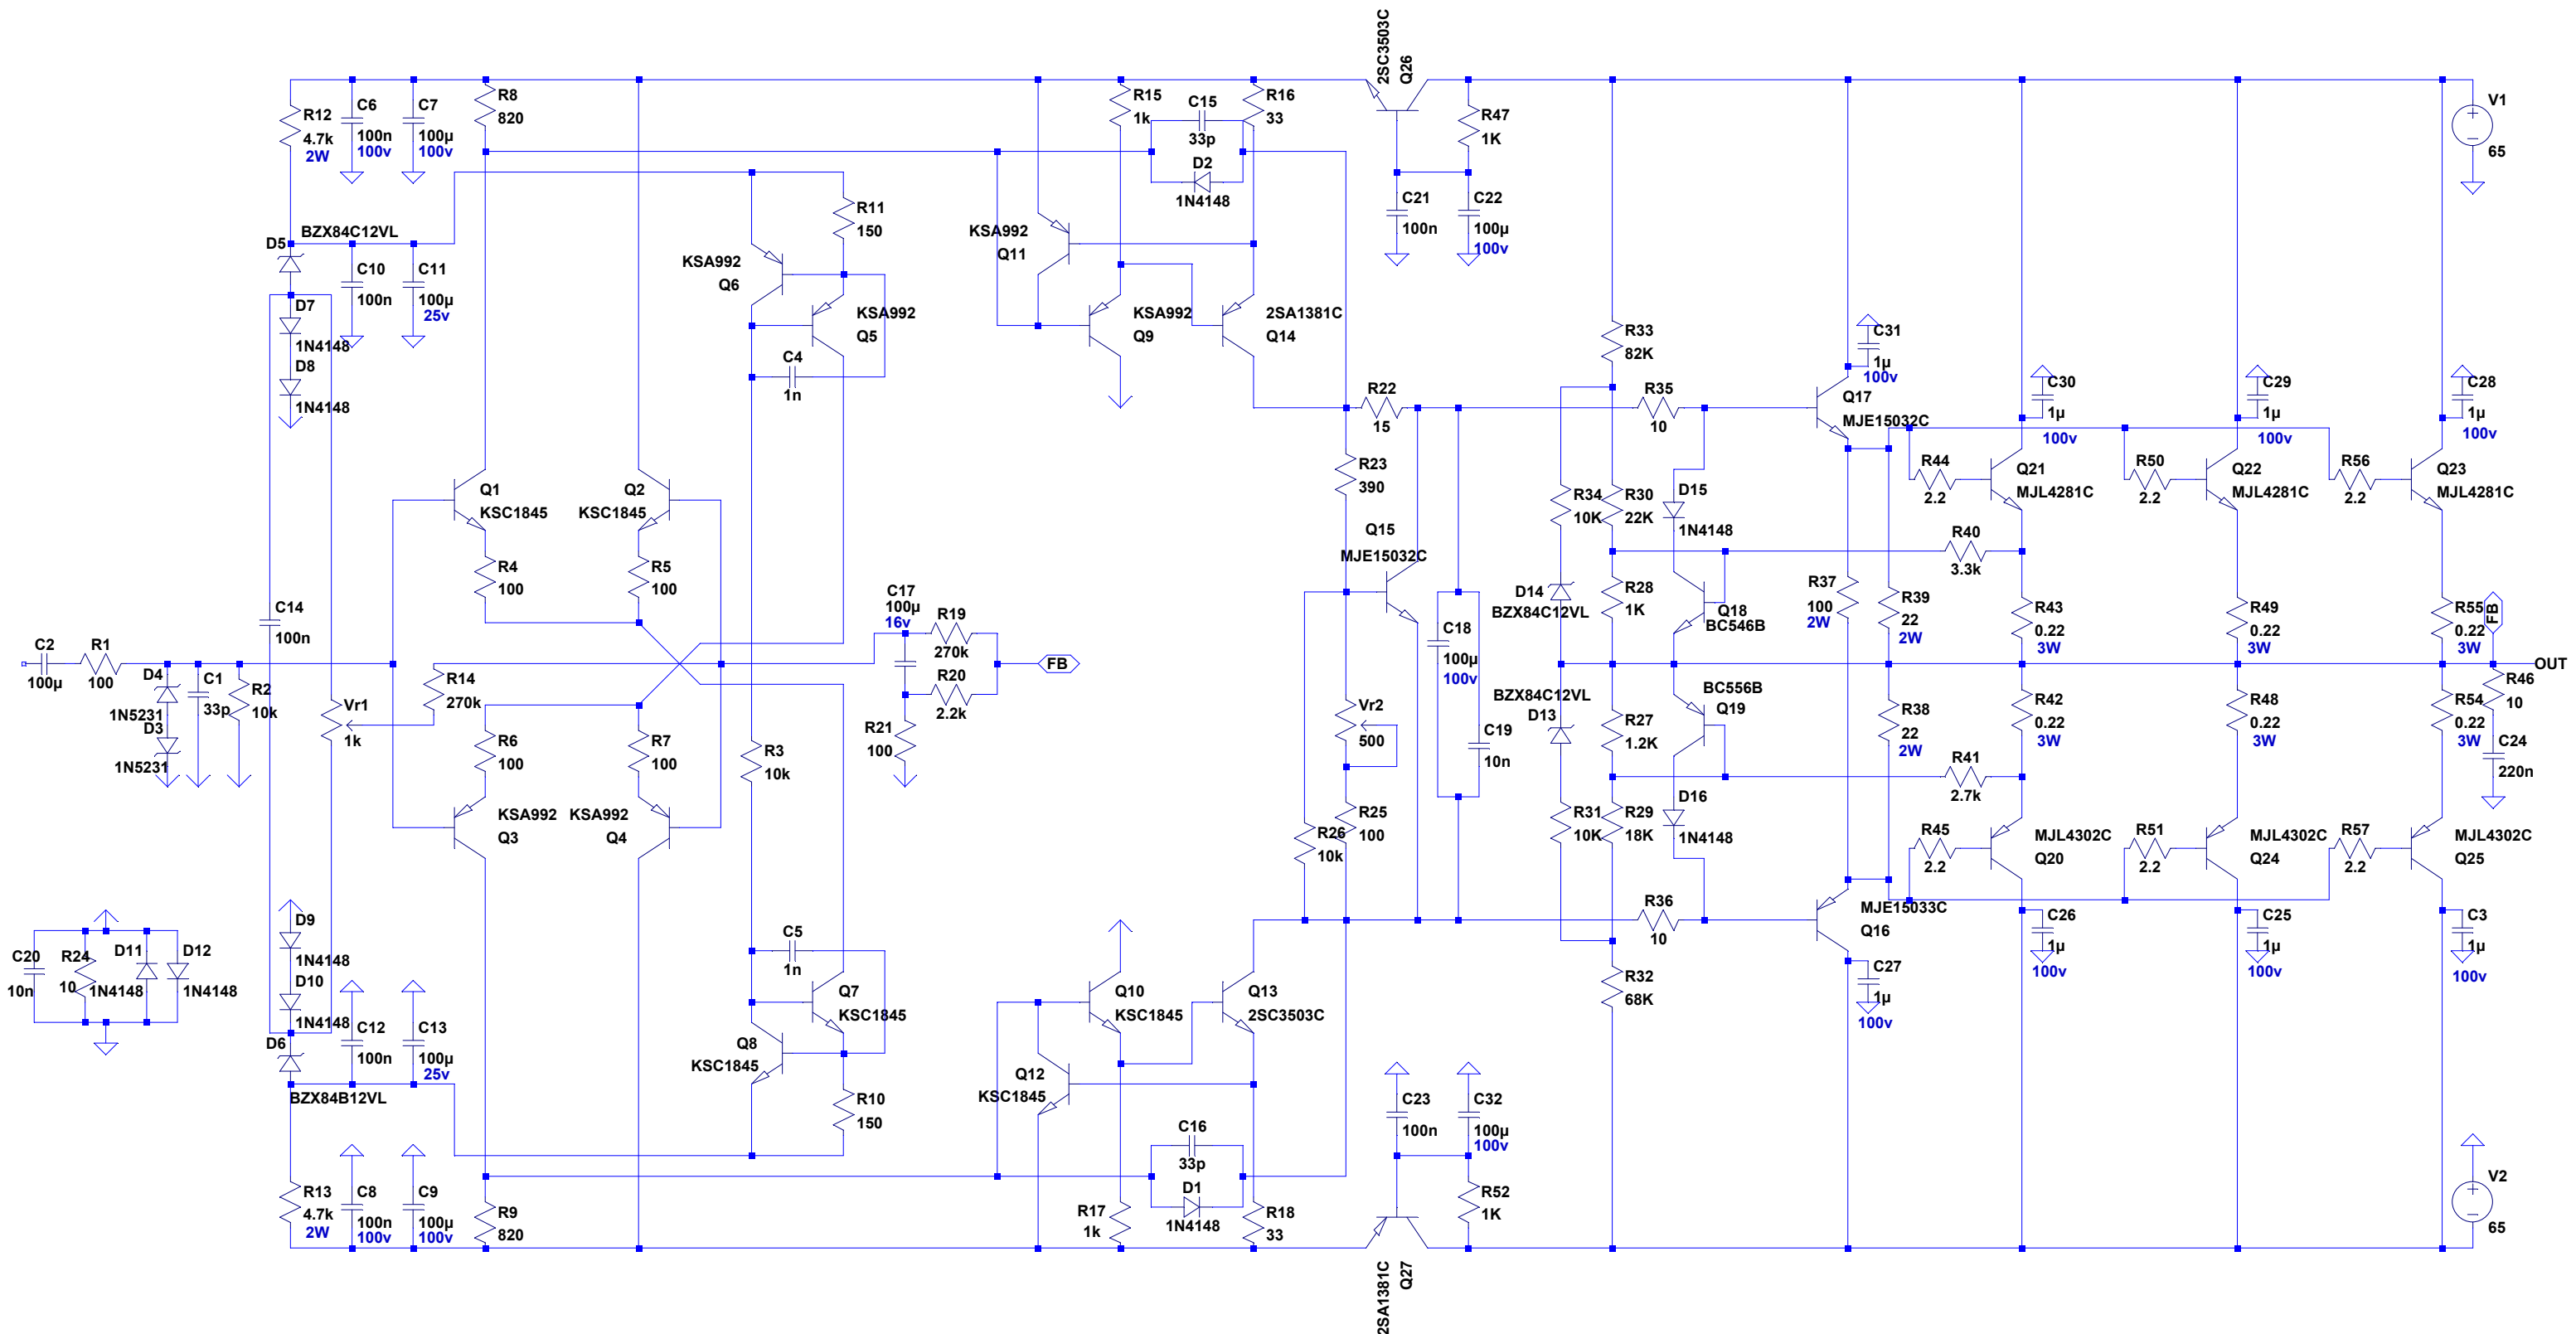 2SC3503C
Q26
R12
4.7k
2W
C6
100n
100v
C7
100µ
100v
R8
820
R15
1k
C15
33p
D2
1N4148
R16
33
R47
1K
V1
65
C21
100n
C22
100µ
100v
BZX84C12VL
D5
C10
100n
C11
100µ
25v
D7
1N4148
D8
1N4148
R11
150
KSA992
Q6
KSA992
Q5
C4
1n
KSA992
Q11
KSA992
Q9
2SA1381C
Q14
R33
82K
C31
1µ
100v
C30
1µ
100v
C29
1µ
100v
C28
1µ
100v
R22
15
R35
10
Q17
MJE15032C
Q1
KSC1845
Q2
KSC1845
R4
100
R5
100
R23
390
R34
10K
R30
22K
D15
1N4148
R44
2.2
Q21
MJL4281C
R50
2.2
Q22
MJL4281C
R56
2.2
Q23
MJL4281C
Q15
MJE15032C
R40
3.3k
D14
BZX84C12VL
R28
1K
Q18
BC546B
R37
100
2W
R39
22
2W
R43
0.22
3W
R49
0.22
3W
R55
0.22
3W
FB
C14
100n
C17
100µ
16v
R19
270k
R20
2.2k
FB
C18
100µ
100v
C2
100µ
R1
100
D4
1N5231
D3
1N5231
C1
33p
R2
10k
Vr1
1k
R14
270k
R21
100
OUT
R46
10
C24
220n
BZX84C12VL
D13
BC556B
Q19
R27
1.2K
R38
22
2W
R42
0.22
3W
R48
0.22
3W
R54
0.22
3W
R6
100
R7
100
R3
10k
Vr2
500
C19
10n
R41
2.7k
KSA992
Q3
KSA992
Q4
R26
10k
R25
100
R31
10K
R29
18K
D16
1N4148
R45
2.2
MJL4302C
Q20
R51
2.2
MJL4302C
Q24
R57
2.2
MJL4302C
Q25
R36
10
MJE15033C
Q16
C26
1µ
100v
C25
1µ
100v
C3
1µ
100v
C27
1µ
100v
C20
10n
R24
10
D11
1N4148
D12
1N4148
D9
1N4148
D10
1N4148
D6
BZX84B12VL
C12
100n
C13
100µ
25v
C5
1n
Q7
KSC1845
Q8
KSC1845
R10
150
Q10
KSC1845
Q13
2SC3503C
Q12
KSC1845
R32
68K
C23
100n
C32
100µ
100v
R13
4.7k
2W
C8
100n
100v
C9
100µ
100v
R9
820
R17
1k
C16
33p
D1
1N4148
R18
33
R52
1K
V2
65
2SA1381C
Q27